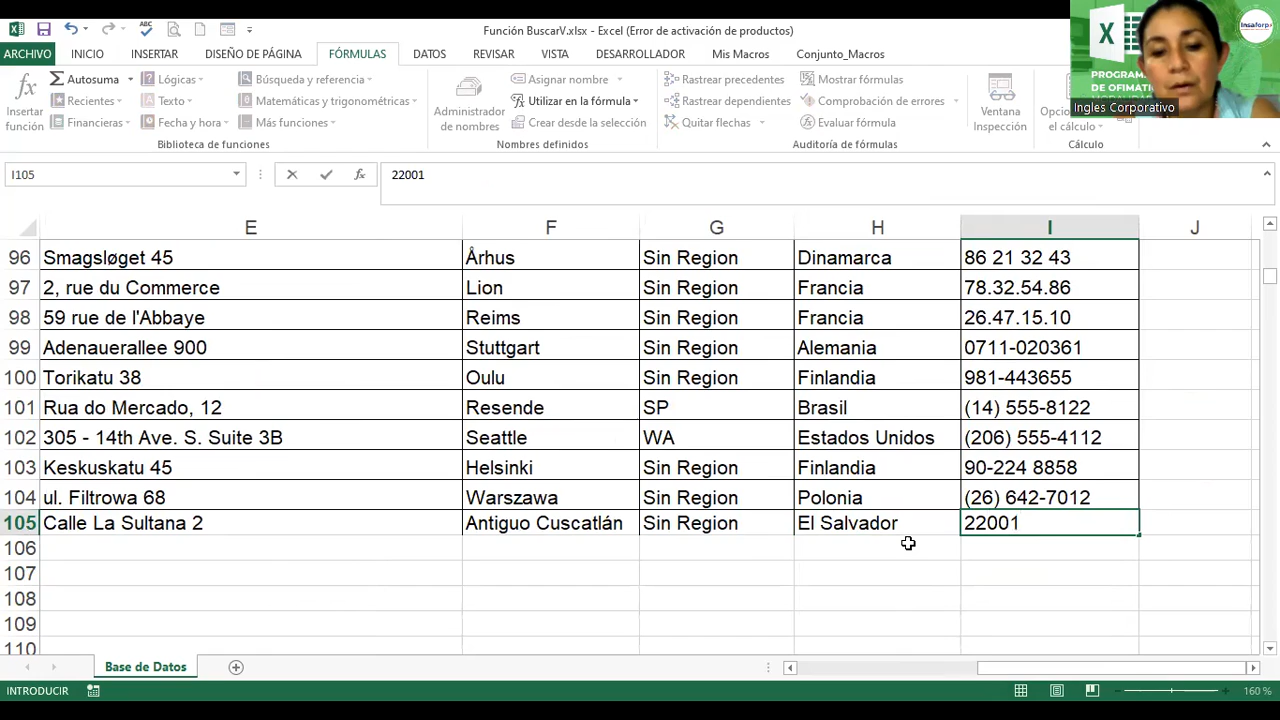 Función BuscarV.xlsx - Excel (Error de activación de productos)
ARCHIVO INICIO INSERTAR DISEÑO DE PÁGINA FÓRMULAS DATOS REVISAR VISTA DESARROLLADOR Mis Macros Conjunto_Macros
Insertar función
Autosuma Lógicas Búsqueda y referencia
Recientes Texto Matemáticas y trigonométricas
Financieras Fecha y hora Más funciones
Biblioteca de funciones
Administrador de nombres
Asignar nombre
Utilizar en la fórmula
Crear desde la selección
Nombres definidos
Rastrear precedentes Mostrar fórmulas
Rastrear dependientes Comprobación de errores
Quitar flechas Evaluar fórmula
Auditoría de fórmulas
Ventana Inspección
el cálculo
Cálculo
Insaforp
PROGRAM
DE OFIMATI
Ingles Corporativo
I105 fx 22001
E F G H I J
96 Smagsløget 45 Århus Sin Region Dinamarca 86 21 32 43
97 2, rue du Commerce Lion Sin Region Francia 78.32.54.86
98 59 rue de l'Abbaye Reims Sin Region Francia 26.47.15.10
99 Adenauerallee 900 Stuttgart Sin Region Alemania 0711-020361
100 Torikatu 38 Oulu Sin Region Finlandia 981-443655
101 Rua do Mercado, 12 Resende SP Brasil (14) 555-8122
102 305 - 14th Ave. S. Suite 3B Seattle WA Estados Unidos (206) 555-4112
103 Keskuskatu 45 Helsinki Sin Region Finlandia 90-224 8858
104 ul. Filtrowa 68 Warszawa Sin Region Polonia (26) 642-7012
105 Calle La Sultana 2 Antiguo Cuscatlán Sin Region El Salvador 22001
106
107
108
109
110
Base de Datos
INTRODUCIR 160 %